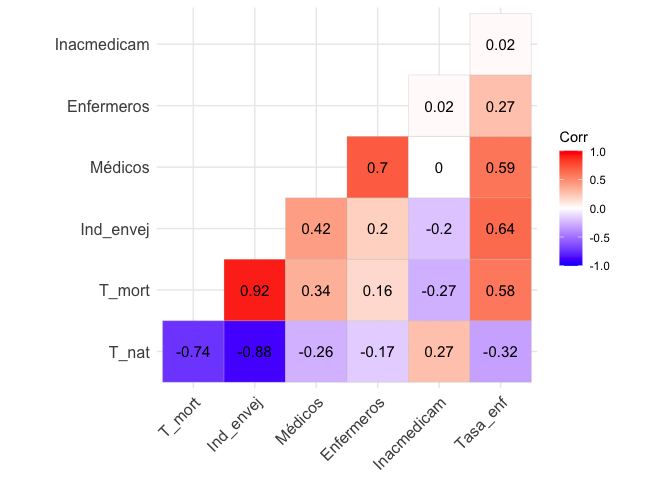 Inacmedicam 0.02
Enfermeros 0.02 0.27
Médicos 0.7 0 0.59
Ind_envej 0.42 0.2 -0.2 0.64
T_mort 0.92 0.34 0.16 -0.27 0.58
T_nat -0.74 -0.88 -0.26 -0.17 0.27 -0.32
T_mort Ind_envej Médicos Enfermeros Inacmedicam Tasa_enf
Corr
1.0
0.5
0.0
-0.5
-1.0